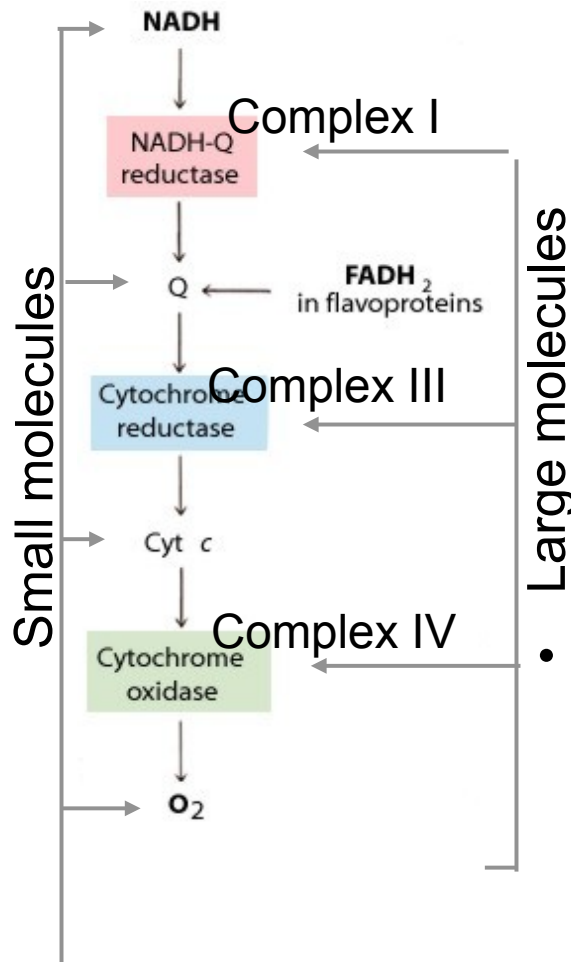 NADH
Complex I
NADH-Q
reductase
Q
FADH2
in flavoproteins
Complex III
Cytochrome
reductase
Cyt c
Complex IV
Cytochrome
oxidase
O2
Small molecules
• Large molecules